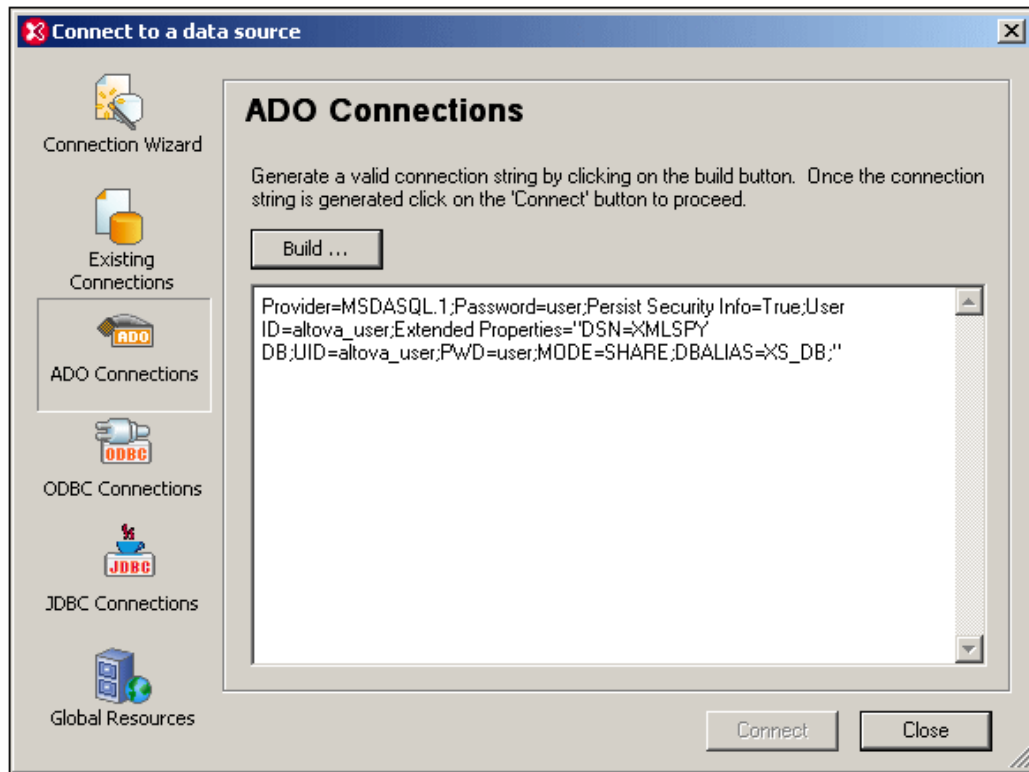 Connect to a data source
Connection Wizard
Existing
Connections
ADO
ADO Connections
ODBC
ODBC Connections
JDBC
JDBC Connections
Global Resources
ADO Connections
Generate a valid connection string by clicking on the build button. Once the connection
string is generated click on the 'Connect' button to proceed.
Build ...
Provider=MSDASQL.1;Password=user;Persist Security Info=True;User
ID=altova_user;Extended Properties="DSN=XMLSPY
DB;UID=altova_user;PWD=user;MODE=SHARE;DBALIAS=XS_DB;"
Connect
Close